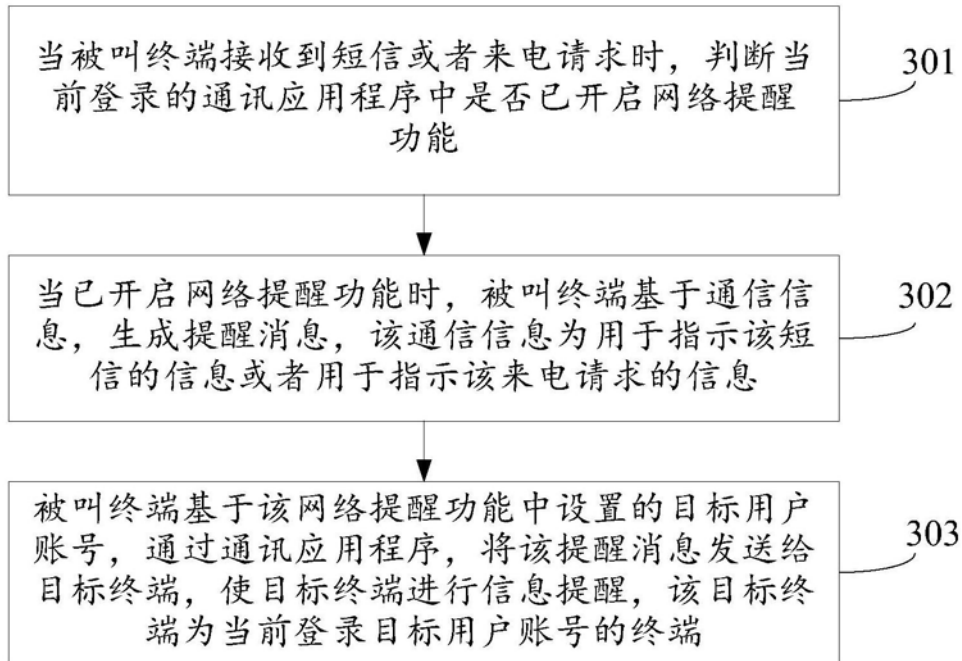 当被叫终端接收到短信或者来电请求时，判断当
前登录的通讯应用程序中是否已开启网络提醒
功能
301
当已开启网络提醒功能时，被叫终端基于通信信
息，生成提醒消息，该通信信息为用于指示该短
信的信息或者用于指示该来电请求的信息
302
被叫终端基于该网络提醒功能中设置的目标用户
账号，通过通讯应用程序，将该提醒消息发送给
目标终端，使目标终端进行信息提醒，该目标终
端为当前登录目标用户账号的终端
303